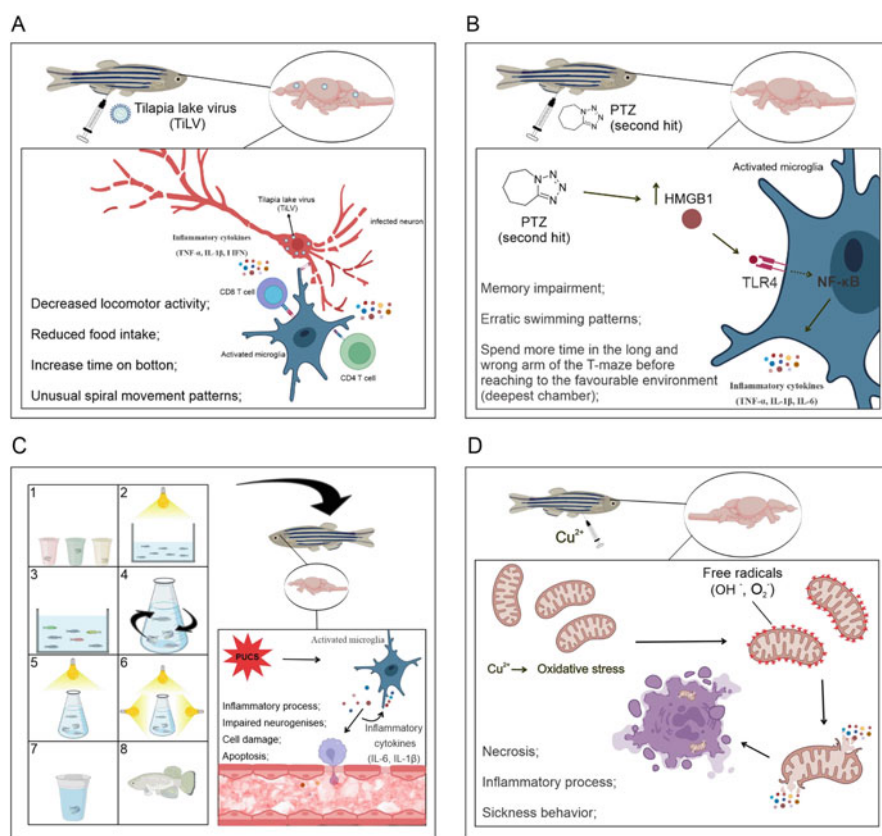 A
Tilapia lake virus
(TiLV)
Tilapia lake virus
(TiLV)
infected neuron
Inflammatory cytokines
(TNF-α, IL-1β, I IFN)
CD8 T cell
Decreased locomotor activity;
Reduced food intake;
Activated microglia
Increase time on botton;
CD4 T cell
Unusual spiral movement patterns;
B
PTZ
(second hit)
N
N
N
N
Activated microglia
N
N
N
N
HMGB1
PTZ
(second hit)
TLR4
NF-κB
Memory impairment;
Erratic swimming patterns;
Spend more time in the long and
wrong arm of the T-maze before
reaching to the favourable environment
(deepest chamber);
Inflammatory cytokines
(TNF-α, IL-1β, IL-6)
C
1
2
3
4
5
6
7
8
PUCS
Activated microglia
Inflammatory process;
Impaired neurogenises;
Cell damage;
Apoptosis;
Inflammatory
cytokines
(IL-6, IL-1β)
D
Cu²⁺
Free radicals
(OH˙, O₂˙)
Cu²⁺ → Oxidative stress
Necrosis;
Inflammatory process;
Sickness behavior;